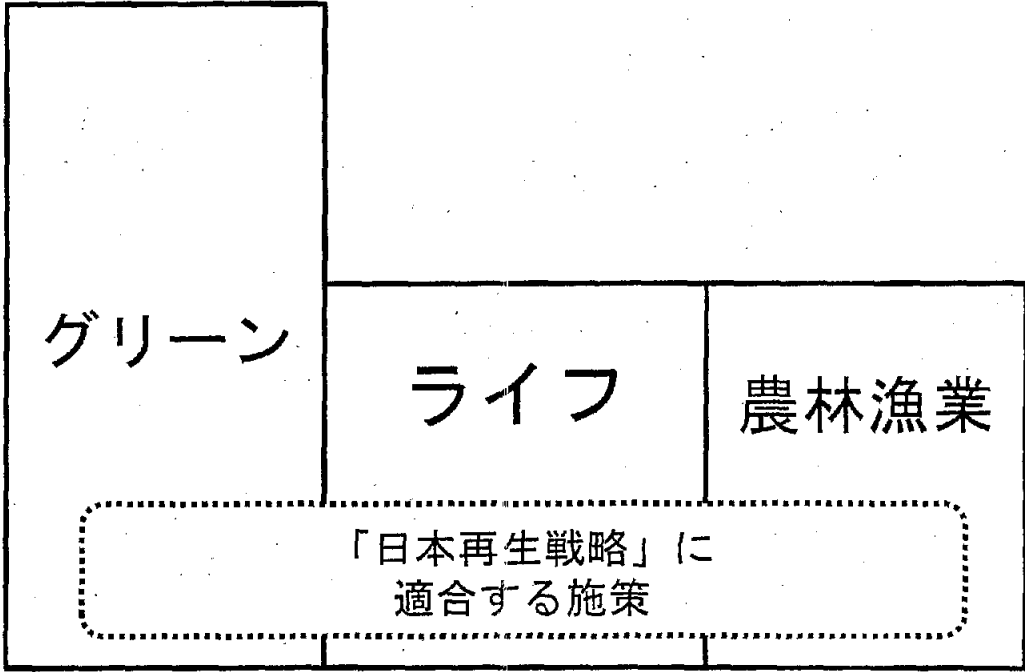 グリーン
ライフ
農林漁業
「日本再生戦略」に
適合する施策